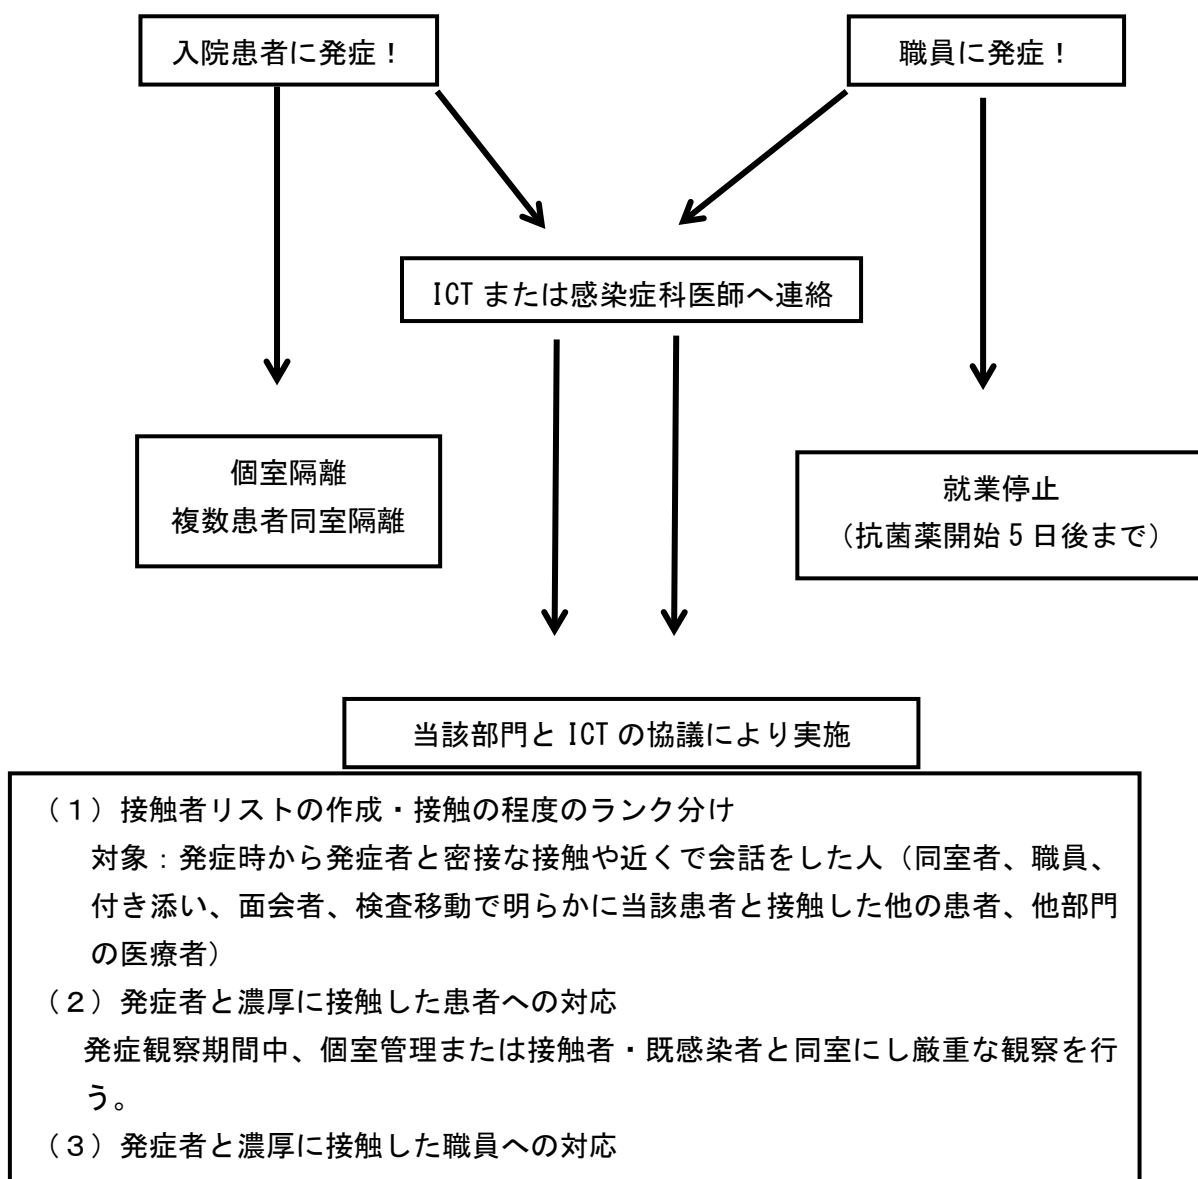 入院患者に発症！
職員に発症！
ICT または感染症科医師へ連絡
個室隔離
複数患者同室隔離
就業停止
（抗菌薬開始 5 日後まで）
当該部門と ICT の協議により実施
（１）接触者リストの作成・接触の程度のランク分け
対象：発症時から発症者と密接な接触や近くで会話をした人（同室者、職員、
付き添い、面会者、検査移動で明らかに当該患者と接触した他の患者、他部門
の医療者）
（２）発症者と濃厚に接触した患者への対応
発症観察期間中、個室管理または接触者・既感染者と同室にし厳重な観察を行
う。
（３）発症者と濃厚に接触した職員への対応